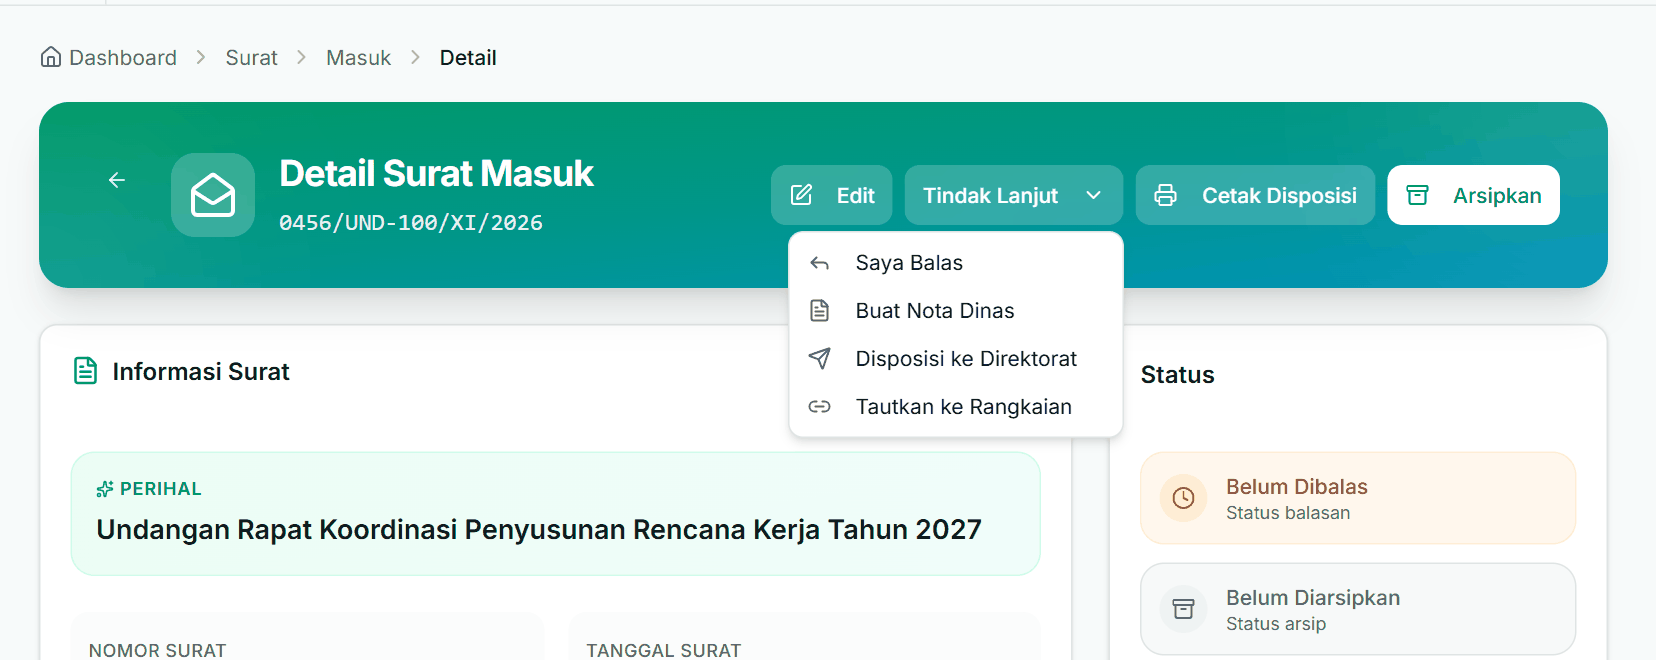 Dashboard > Surat > Masuk > Detail
Detail Surat Masuk
0456/UND-100/XI/2026
Edit
Tindak Lanjut
Cetak Disposisi
Arsipkan
Saya Balas
Buat Nota Dinas
Disposisi ke Direktorat
Tautkan ke Rangkaian
Informasi Surat
PERIHAL
Undangan Rapat Koordinasi Penyusunan Rencana Kerja Tahun 2027
NOMOR SURAT
TANGGAL SURAT
Status
Belum Dibalas
Status balasan
Belum Diarsipkan
Status arsip